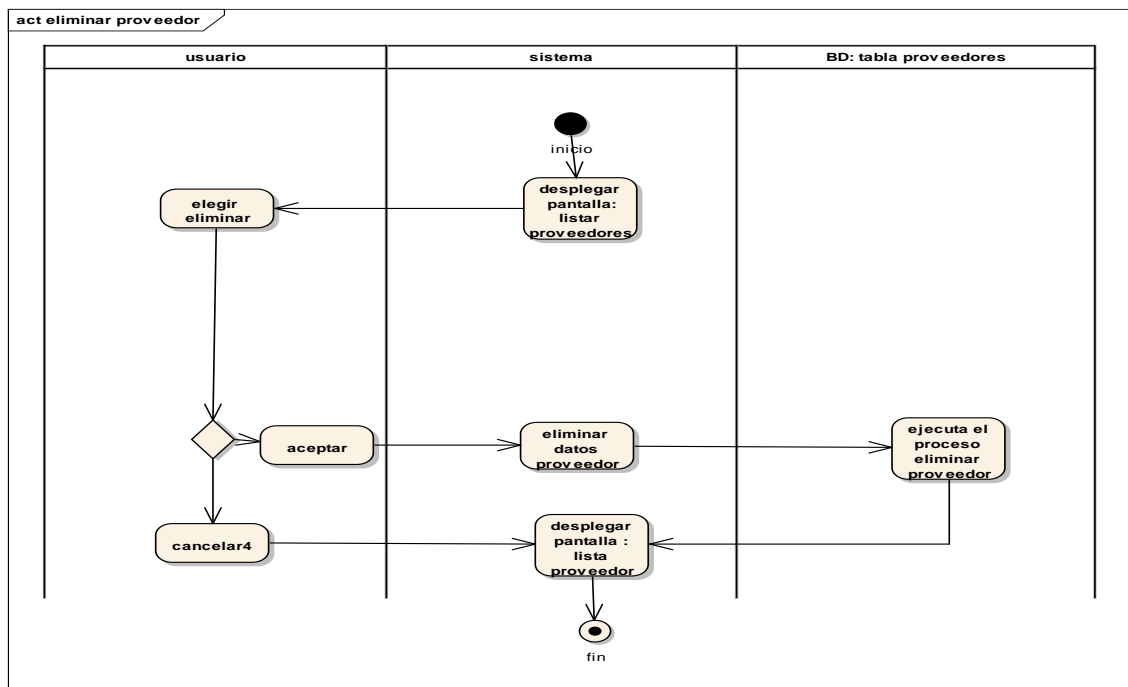 act eliminar proveedor
usuario
sistema
BD: tabla proveedores
inicio
desplegar
pantalla:
listar
proveedores
elegir
eliminar
aceptar
eliminar
datos
proveedor
ejecuta el
proceso
eliminar
proveedor
cancelar4
desplegar
pantalla :
lista
proveedor
fin